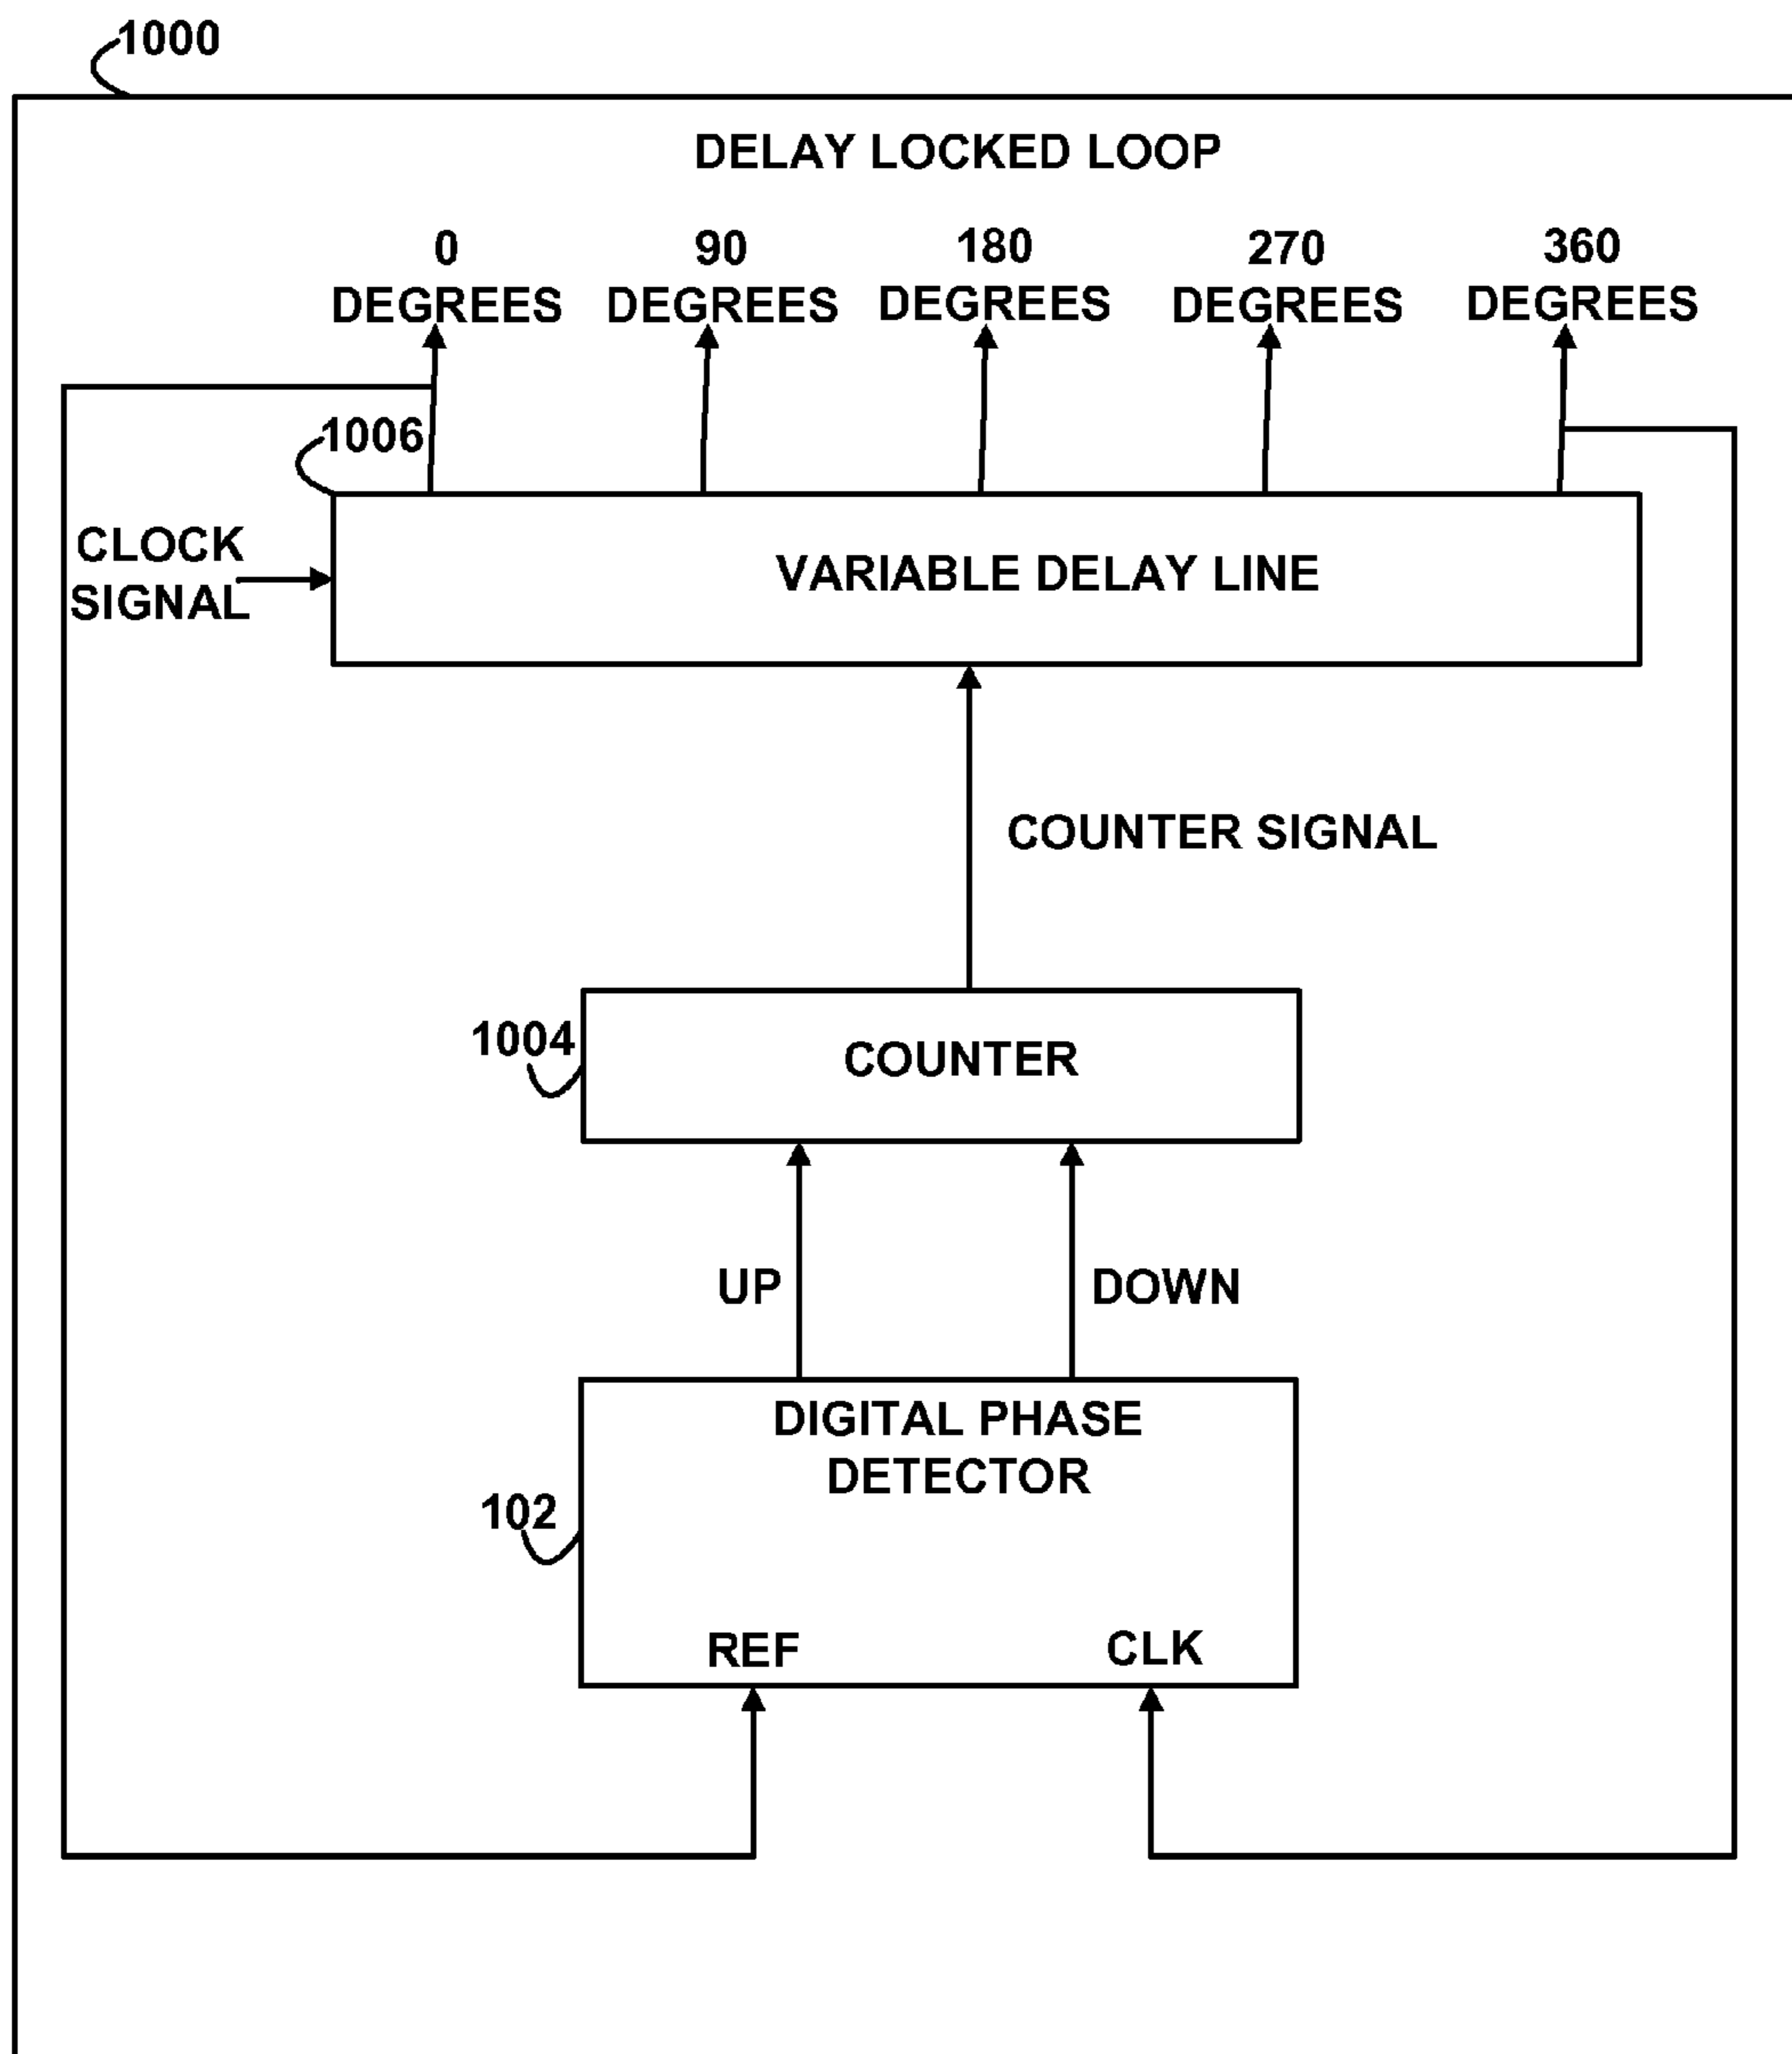 1000
DELAY LOCKED LOOP
0 90 180 270 360
DEGREES DEGREES DEGREES DEGREES DEGREES
1006
CLOCK
SIGNAL
VARIABLE DELAY LINE
COUNTER SIGNAL
1004
COUNTER
UP DOWN
DIGITAL PHASE
DETECTOR
102
REF CLK